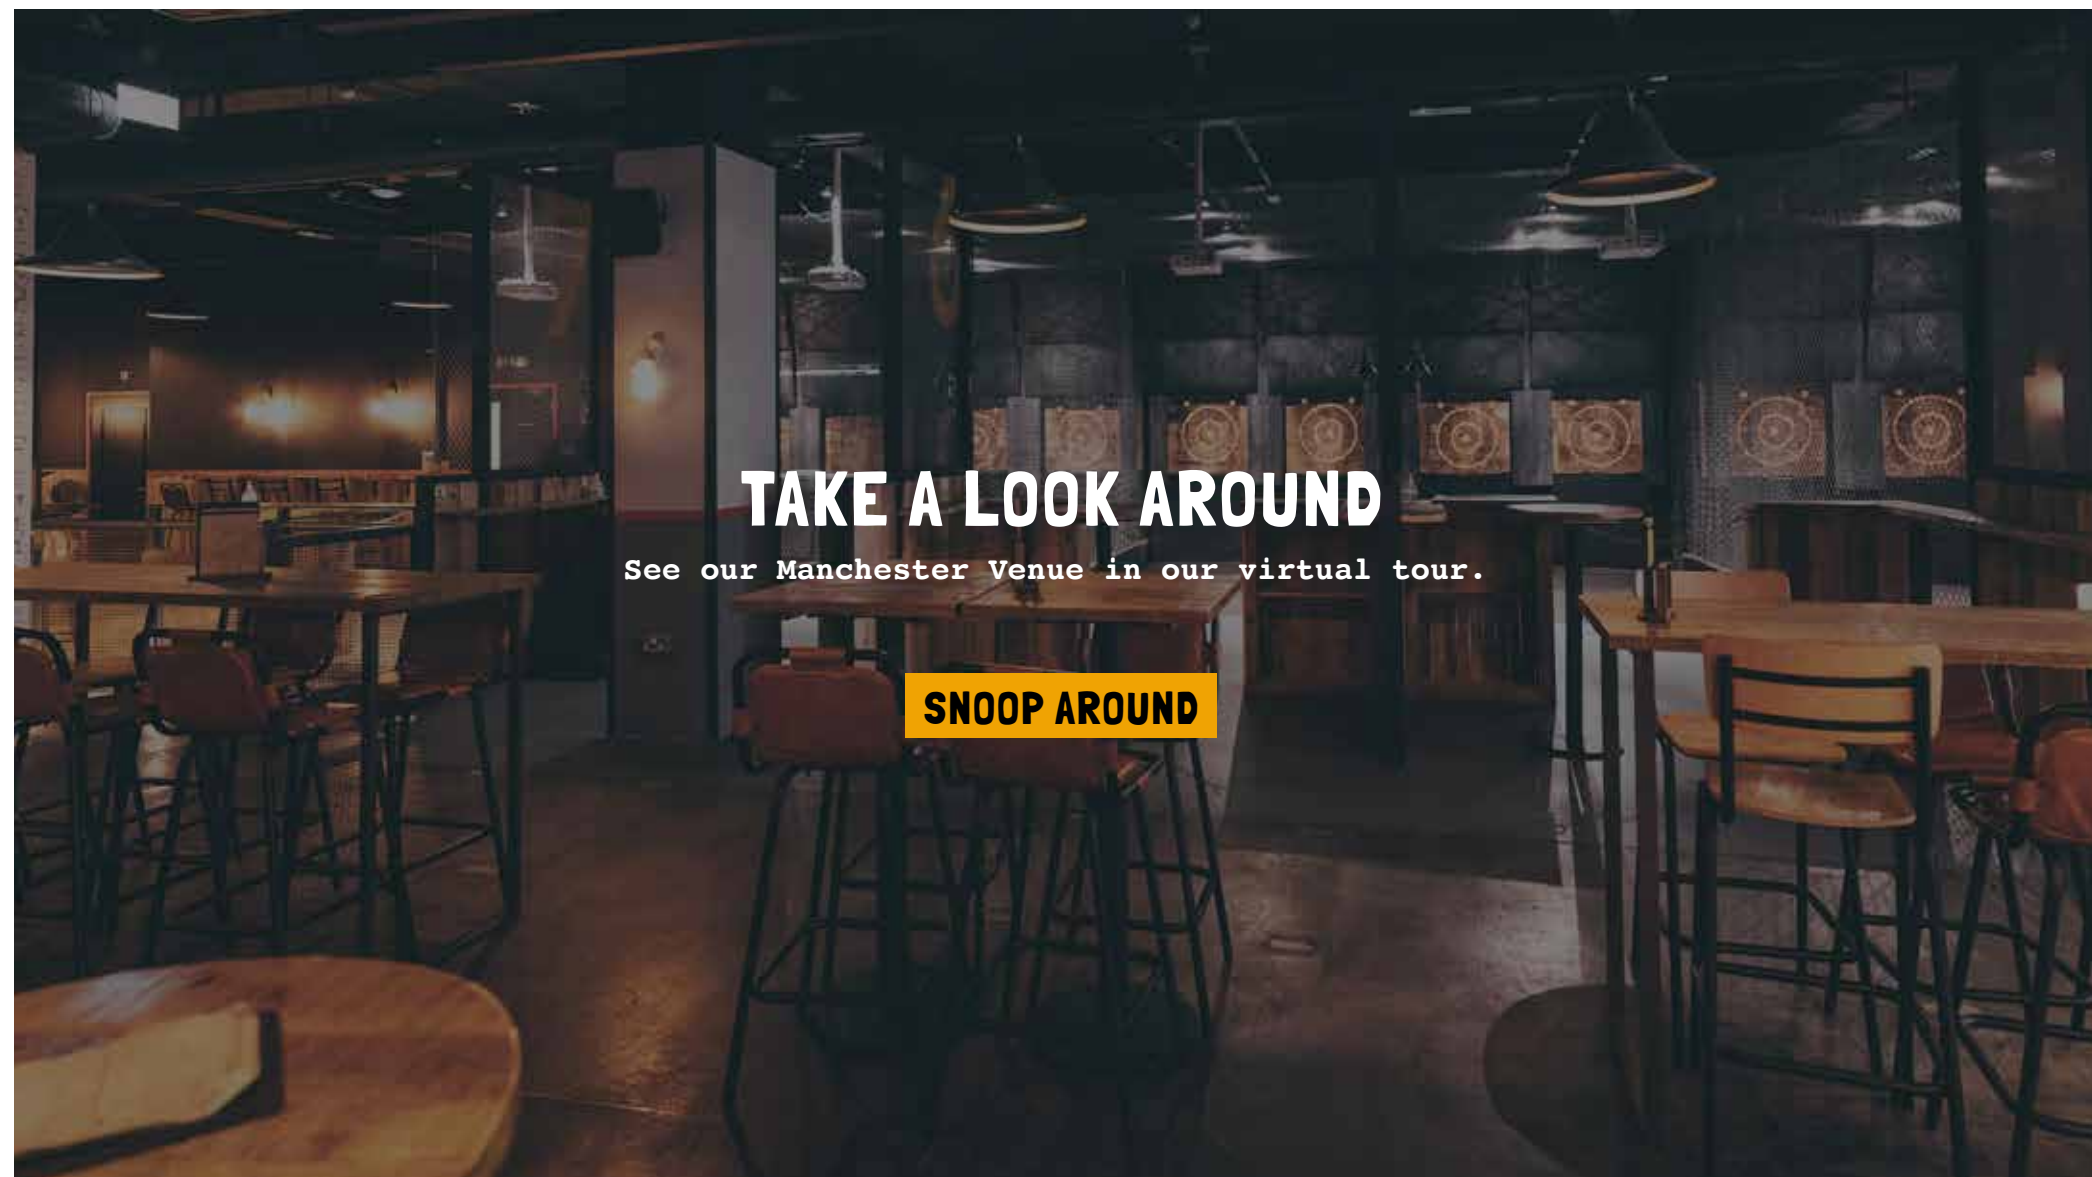 TAKE A LOOK AROUND
See our Manchester Venue in our virtual tour.
SNOOP AROUND